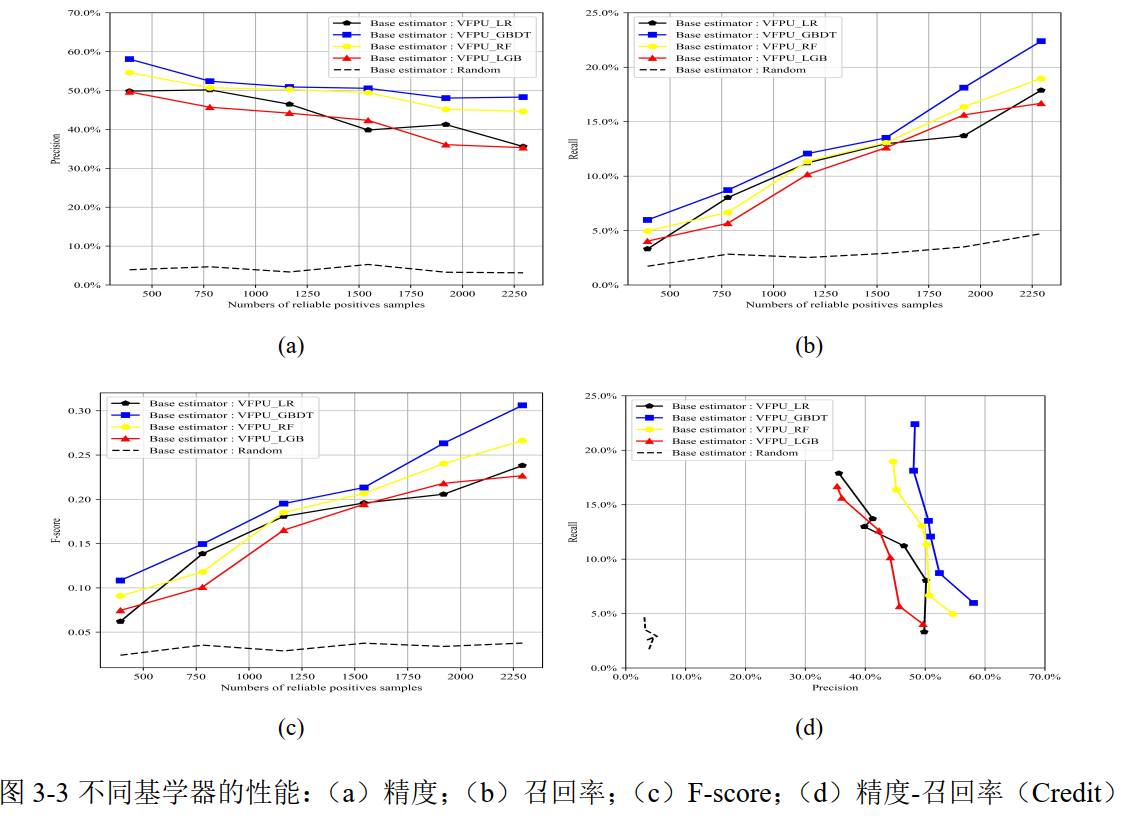 70.0%
60.0%
50.0%
40.0%
30.0%
20.0%
10.0%
0.0%
Precision
Base estimator : VFPU_LR
Base estimator : VFPU_GBDT
Base estimator : VFPU_RF
Base estimator : VFPU_LGB
Base estimator : Random
500 750 1000 1250 1500 1750 2000 2250
Numbers of reliable positives samples
(a)
25.0%
20.0%
15.0%
10.0%
5.0%
0.0%
Recall
Base estimator : VFPU_LR
Base estimator : VFPU_GBDT
Base estimator : VFPU_RF
Base estimator : VFPU_LGB
Base estimator : Random
500 750 1000 1250 1500 1750 2000 2250
Numbers of reliable positives samples
(b)
0.30
0.25
0.20
0.15
0.10
0.05
F-score
Base estimator : VFPU_LR
Base estimator : VFPU_GBDT
Base estimator : VFPU_RF
Base estimator : VFPU_LGB
Base estimator : Random
500 750 1000 1250 1500 1750 2000 2250
Numbers of reliable positives samples
(c)
25.0%
20.0%
15.0%
10.0%
5.0%
0.0%
Recall
Base estimator : VFPU_LR
Base estimator : VFPU_GBDT
Base estimator : VFPU_RF
Base estimator : VFPU_LGB
Base estimator : Random
0.0% 10.0% 20.0% 30.0% 40.0% 50.0% 60.0% 70.0%
Precision
(d)
图 3-3 不同基学器的性能：（a）精度；（b）召回率；（c）F-score；（d）精度-召回率（Credit）